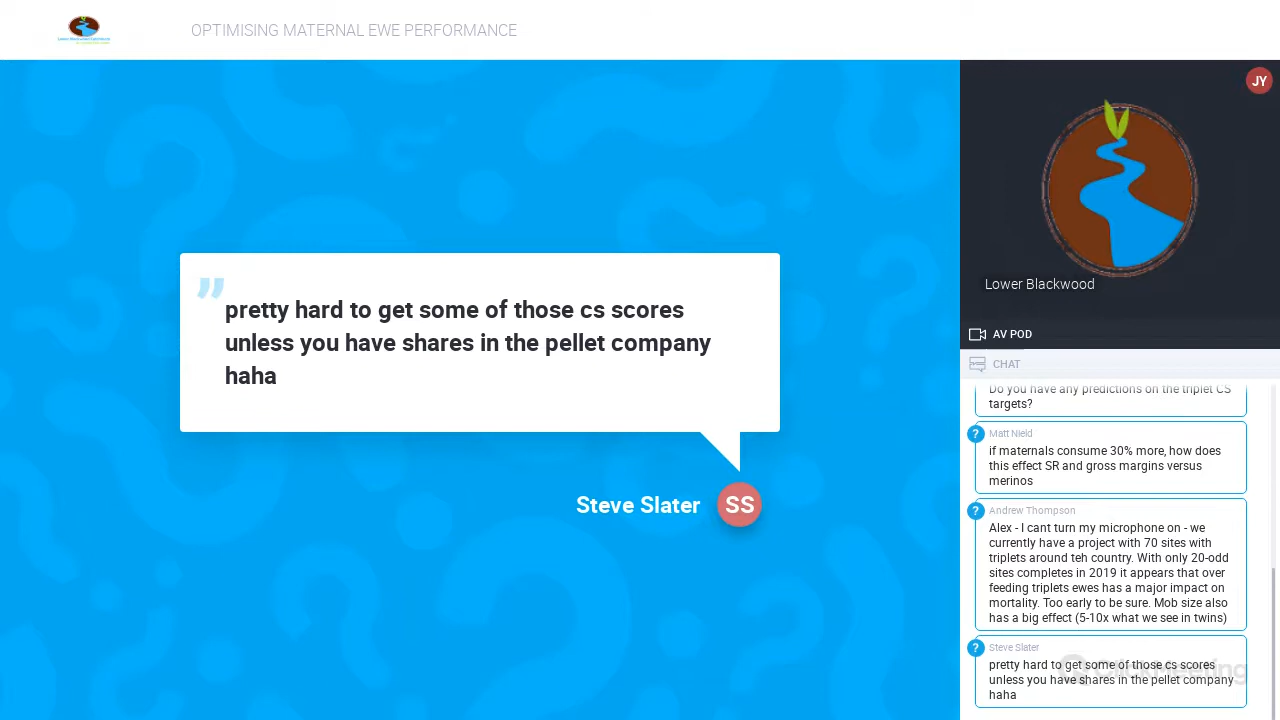 OPTIMISING MATERNAL EWE PERFORMANCE
pretty hard to get some of those cs scores
unless you have shares in the pellet company
haha
Steve Slater
SS
JY
Lower Blackwood
AV POD
CHAT
Do you have any predictions on the triplet CS
targets?
?
Matt Nield
if maternals consume 30% more, how does
this effect SR and gross margins versus
merinos
?
Andrew Thompson
Alex - I cant turn my microphone on - we
currently have a project with 70 sites with
triplets around teh country. With only 20-odd
sites completes in 2019 it appears that over
feeding triplets ewes has a major impact on
mortality. Too early to be sure. Mob size also
has a big effect (5-10x what we see in twins)
?
Steve Slater
pretty hard to get some of those cs scores
unless you have shares in the pellet company
haha
ClickMeeting